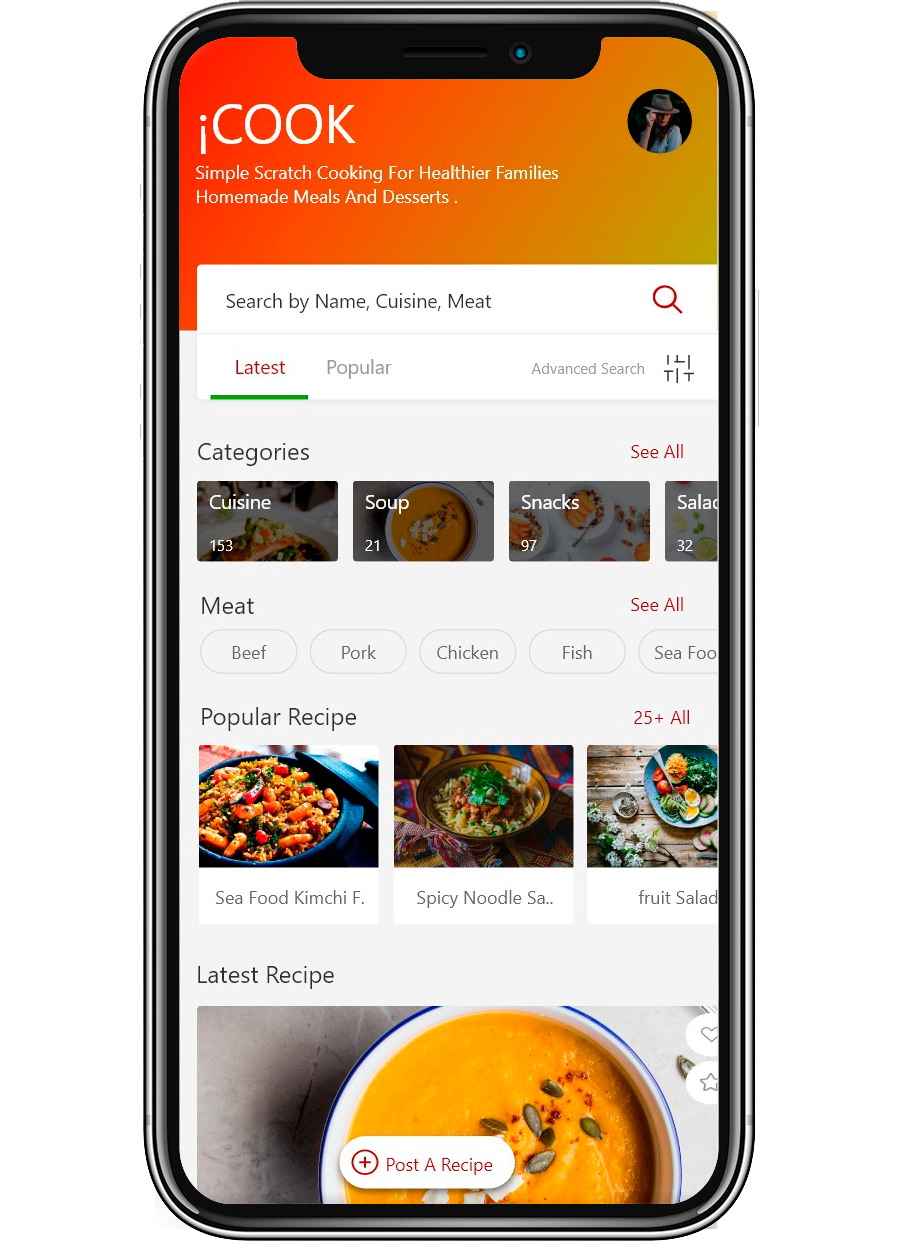 ¡COOK
Simple Scratch Cooking For Healthier Families
Homemade Meals And Desserts .
Search by Name, Cuisine, Meat
Latest Popular Advanced Search
Categories See All
Cuisine Soup Snacks Salad
153 21 97 32
Meat See All
Beef Pork Chicken Fish Sea Foo
Popular Recipe 25+ All
Sea Food Kimchi F. Spicy Noodle Sa.. fruit Salad
Latest Recipe
Post A Recipe